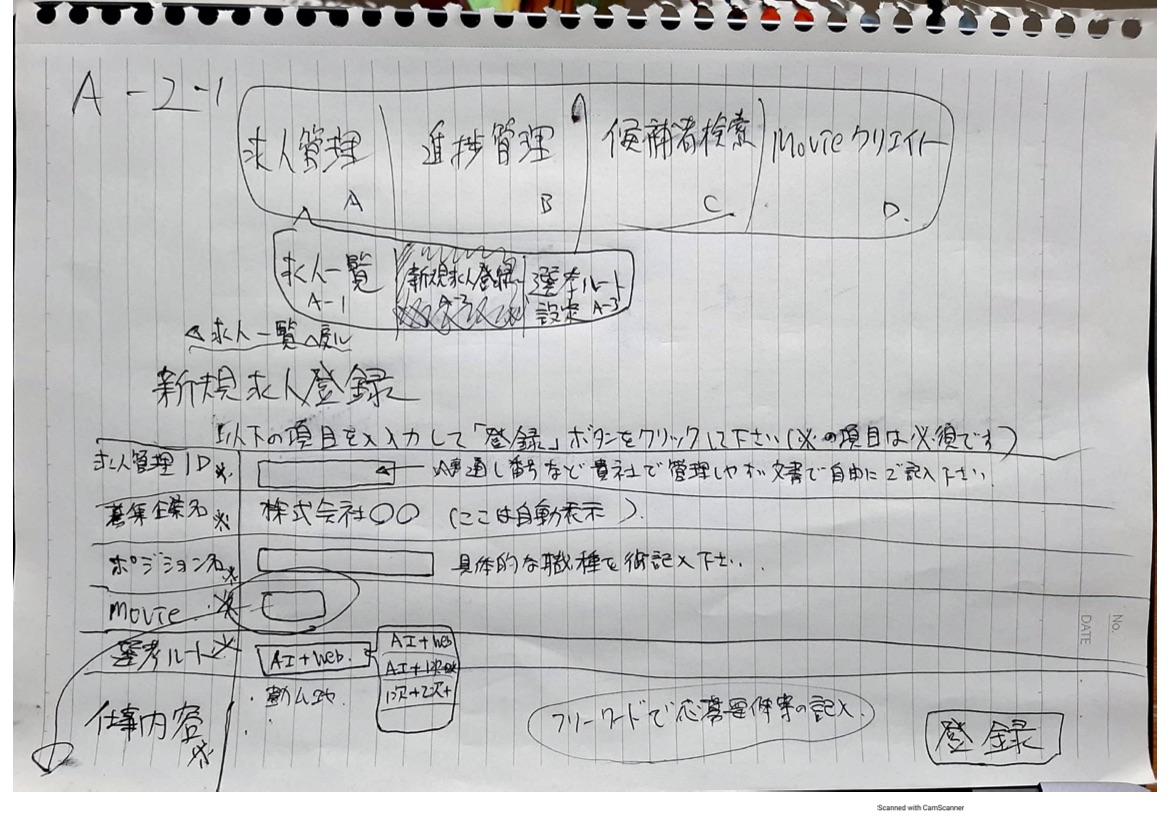 A-2-1
求人管理 A
進捗管理 B
候補者検索 C
Movieクリエイト D.
求人一覧 A-1
新規求人登録
選考ルート設定 A-3
求人一覧へ戻ル
新規求人登録
以下の項目を入力して「登録」ボタンをクリックして下さい(※の項目は必須です)
求人管理ID※
通し番号など貴社で管理しやすい文書で自由にご記入下さい.
募集企業名※ 株式会社〇〇 (ここは自動表示).
ポジション名※ 具体的な職種を御記入下さい..
Movie.※
選考ルート※ AI+Web.
AI+Web
AI+1次+
1次+2次+
仕事内容※
・勤ム地.
フリーワードで応募要件等の記入
登録
No.
DATE
Scanned with CamScanner